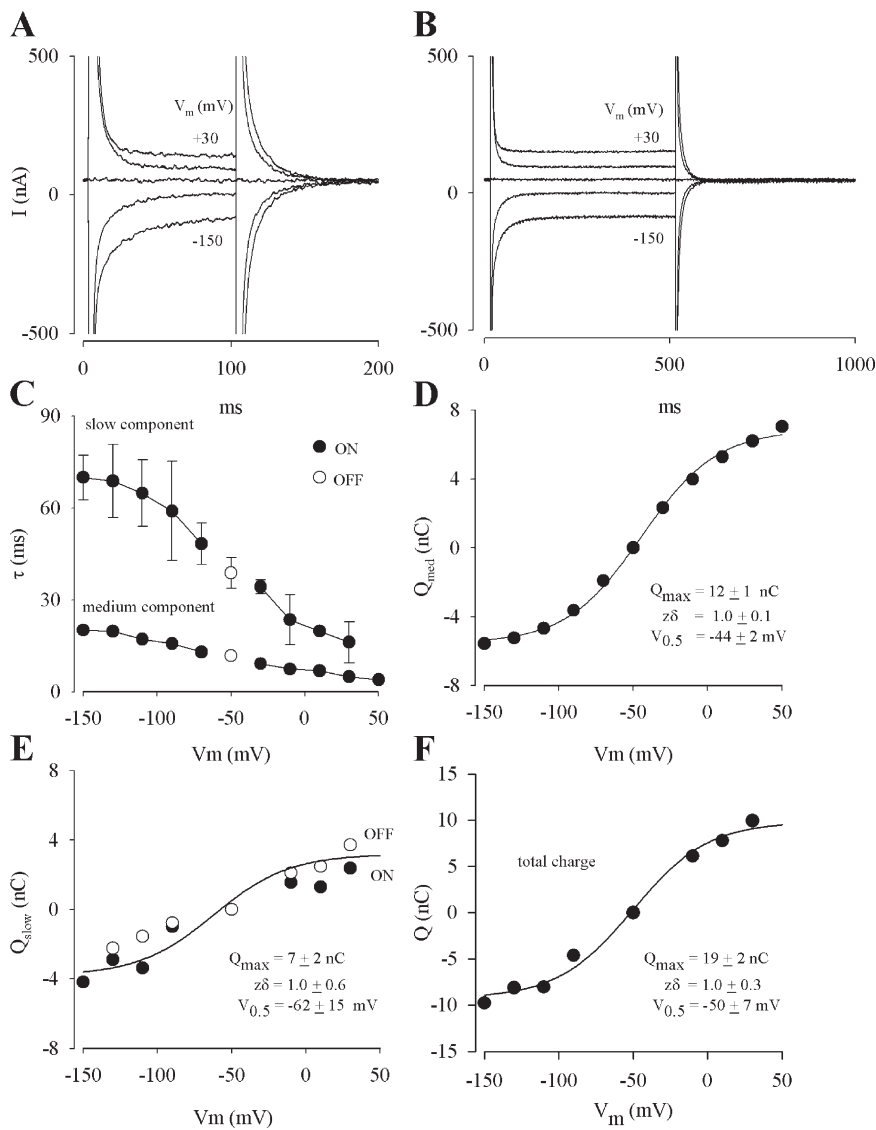 A
B
500
0
-500
I (nA)
V_m (mV)
+30
-150
0
100
200
ms
500
0
-500
V_m (mV)
+30
-150
0
500
1000
ms
C
D
90
60
30
0
τ (ms)
slow component
medium component
ON
OFF
-150
-100
-50
0
50
Vm (mV)
8
4
0
-4
-8
Q_med (nC)
Q_max = 12 ± 1 nC
zδ = 1.0 ± 0.1
V_0.5 = -44 ± 2 mV
-150
-100
-50
0
50
Vm (mV)
E
F
8
4
0
-4
-8
Q_slow (nC)
OFF
ON
Q_max = 7 ± 2 nC
zδ = 1.0 ± 0.6
V_0.5 = -62 ± 15 mV
-150
-100
-50
0
50
Vm (mV)
15
10
5
0
-5
-10
-15
Q (nC)
total charge
Q_max = 19 ± 2 nC
zδ = 1.0 ± 0.3
V_0.5 = -50 ± 7 mV
-150
-100
-50
0
50
V_m (mV)